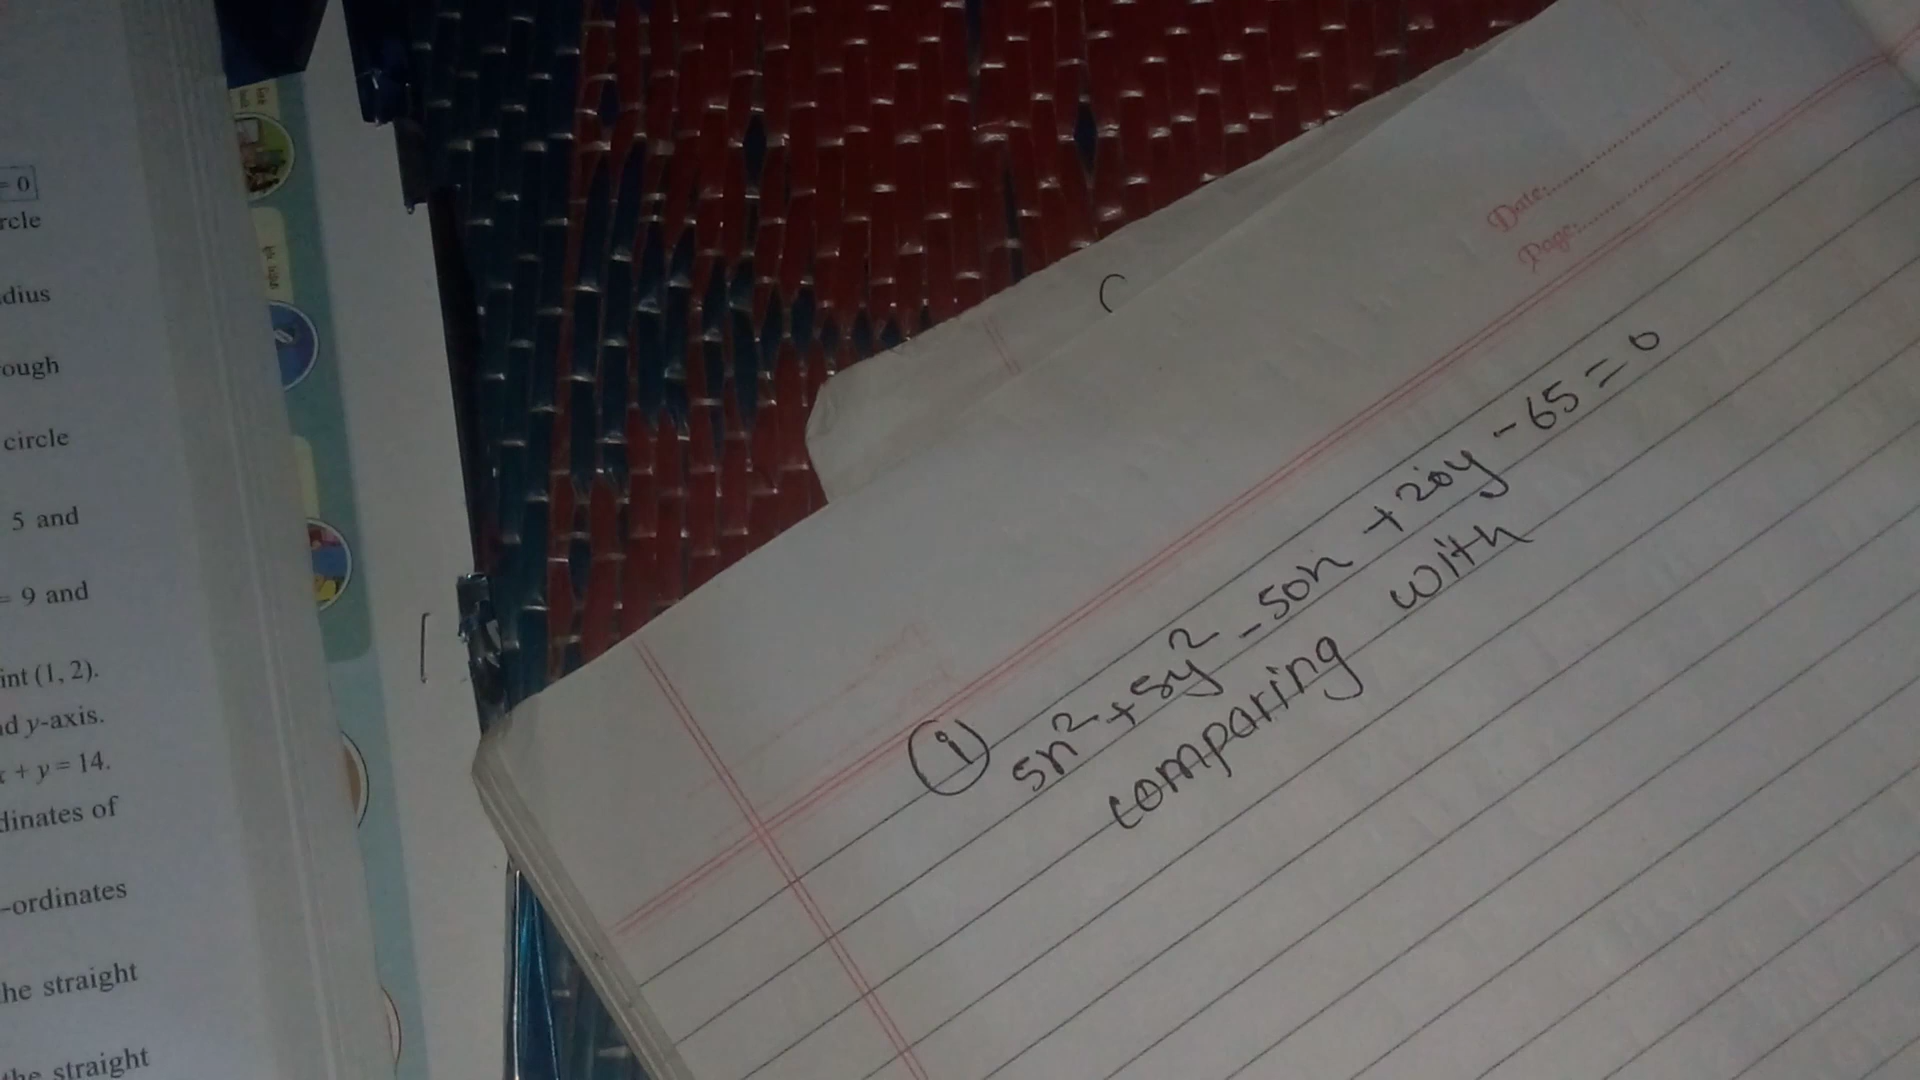 = 0
rcle
dius
rough
circle
5 and
= 9 and
int (1, 2).
d y-axis.
x + y = 14.
dinates of
-ordinates
he straight
the straight
Date:
Page:
(i)
5x² + 5y² - 50x + 20y - 65 = 0
comparing with